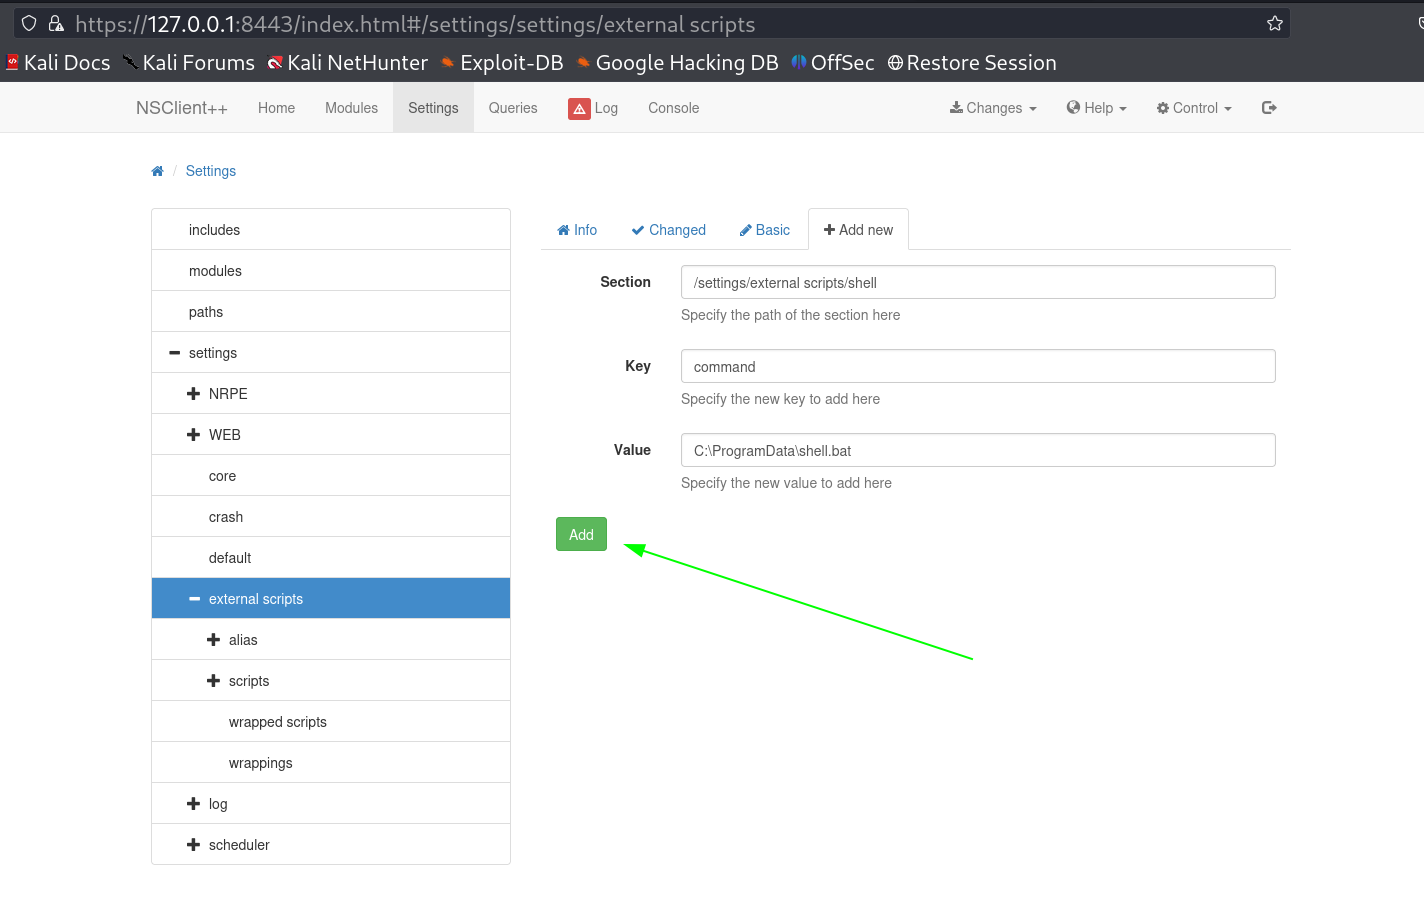 https://127.0.0.1:8443/index.html#/settings/settings/external scripts
Kali Docs Kali Forums Kali NetHunter Exploit-DB Google Hacking DB OffSec Restore Session
NSClient++ Home Modules Settings Queries Log Console Changes Help Control
/ Settings
includes
modules
paths
settings
NRPE
WEB
core
crash
default
external scripts
alias
scripts
wrapped scripts
wrappings
log
scheduler
Info Changed Basic Add new
Section /settings/external scripts/shell
Specify the path of the section here
Key command
Specify the new key to add here
Value C:\ProgramData\shell.bat
Specify the new value to add here
Add